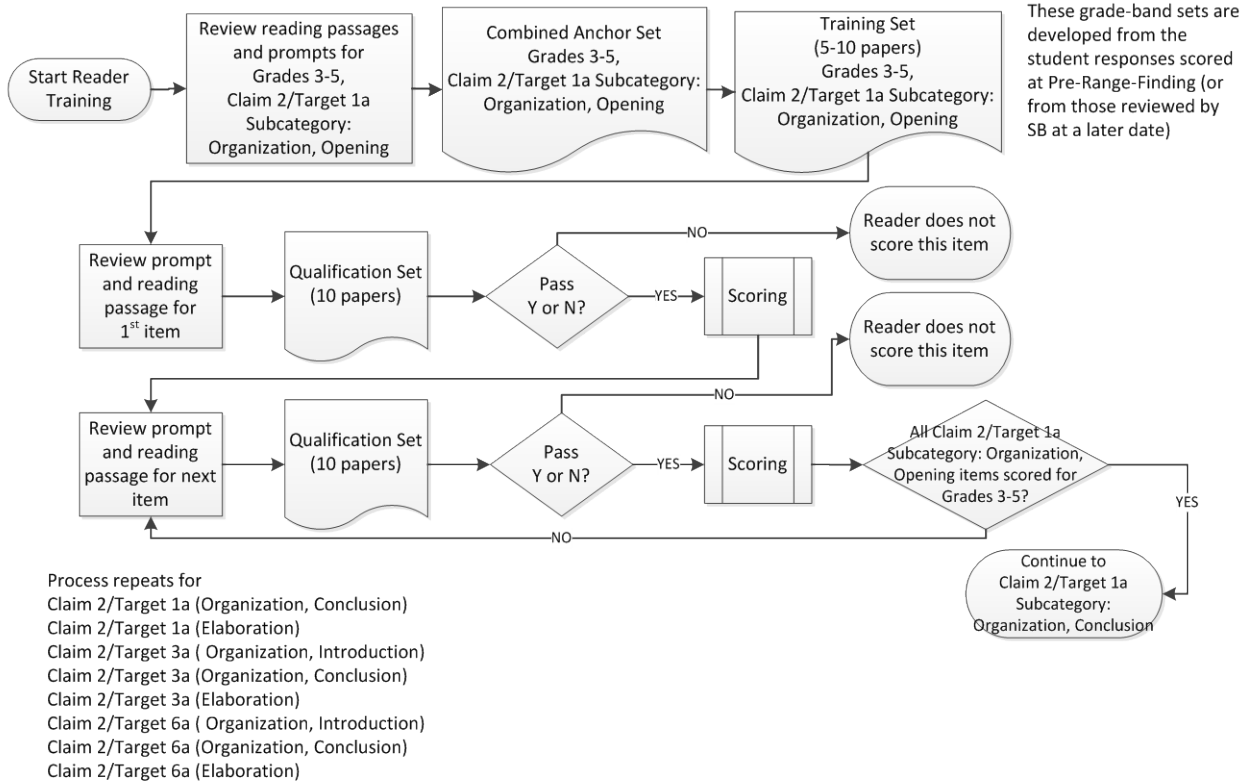 Start Reader
Training
Review reading passages
and prompts for
Grades 3-5,
Claim 2/Target 1a
Subcategory:
Organization, Opening
Combined Anchor Set
Grades 3-5,
Claim 2/Target 1a Subcategory:
Organization, Opening
Training Set
(5-10 papers)
Grades 3-5,
Claim 2/Target 1a Subcategory:
Organization, Opening
These grade-band sets are
developed from the
student responses scored
at Pre-Range-Finding (or
from those reviewed by
SB at a later date)
Review prompt
and reading
passage for
1st item
Qualification Set
(10 papers)
Pass
Y or N?
NO
Reader does not
score this item
YES
Scoring
Review prompt
and reading
passage for next
item
Qualification Set
(10 papers)
Pass
Y or N?
NO
Reader does not
score this item
YES
Scoring
All Claim 2/Target 1a
Subcategory: Organization,
Opening items scored for
Grades 3-5?
NO
YES
Continue to
Claim 2/Target 1a
Subcategory:
Organization, Conclusion
Process repeats for
Claim 2/Target 1a (Organization, Conclusion)
Claim 2/Target 1a (Elaboration)
Claim 2/Target 3a ( Organization, Introduction)
Claim 2/Target 3a (Organization, Conclusion)
Claim 2/Target 3a (Elaboration)
Claim 2/Target 6a ( Organization, Introduction)
Claim 2/Target 6a (Organization, Conclusion)
Claim 2/Target 6a (Elaboration)